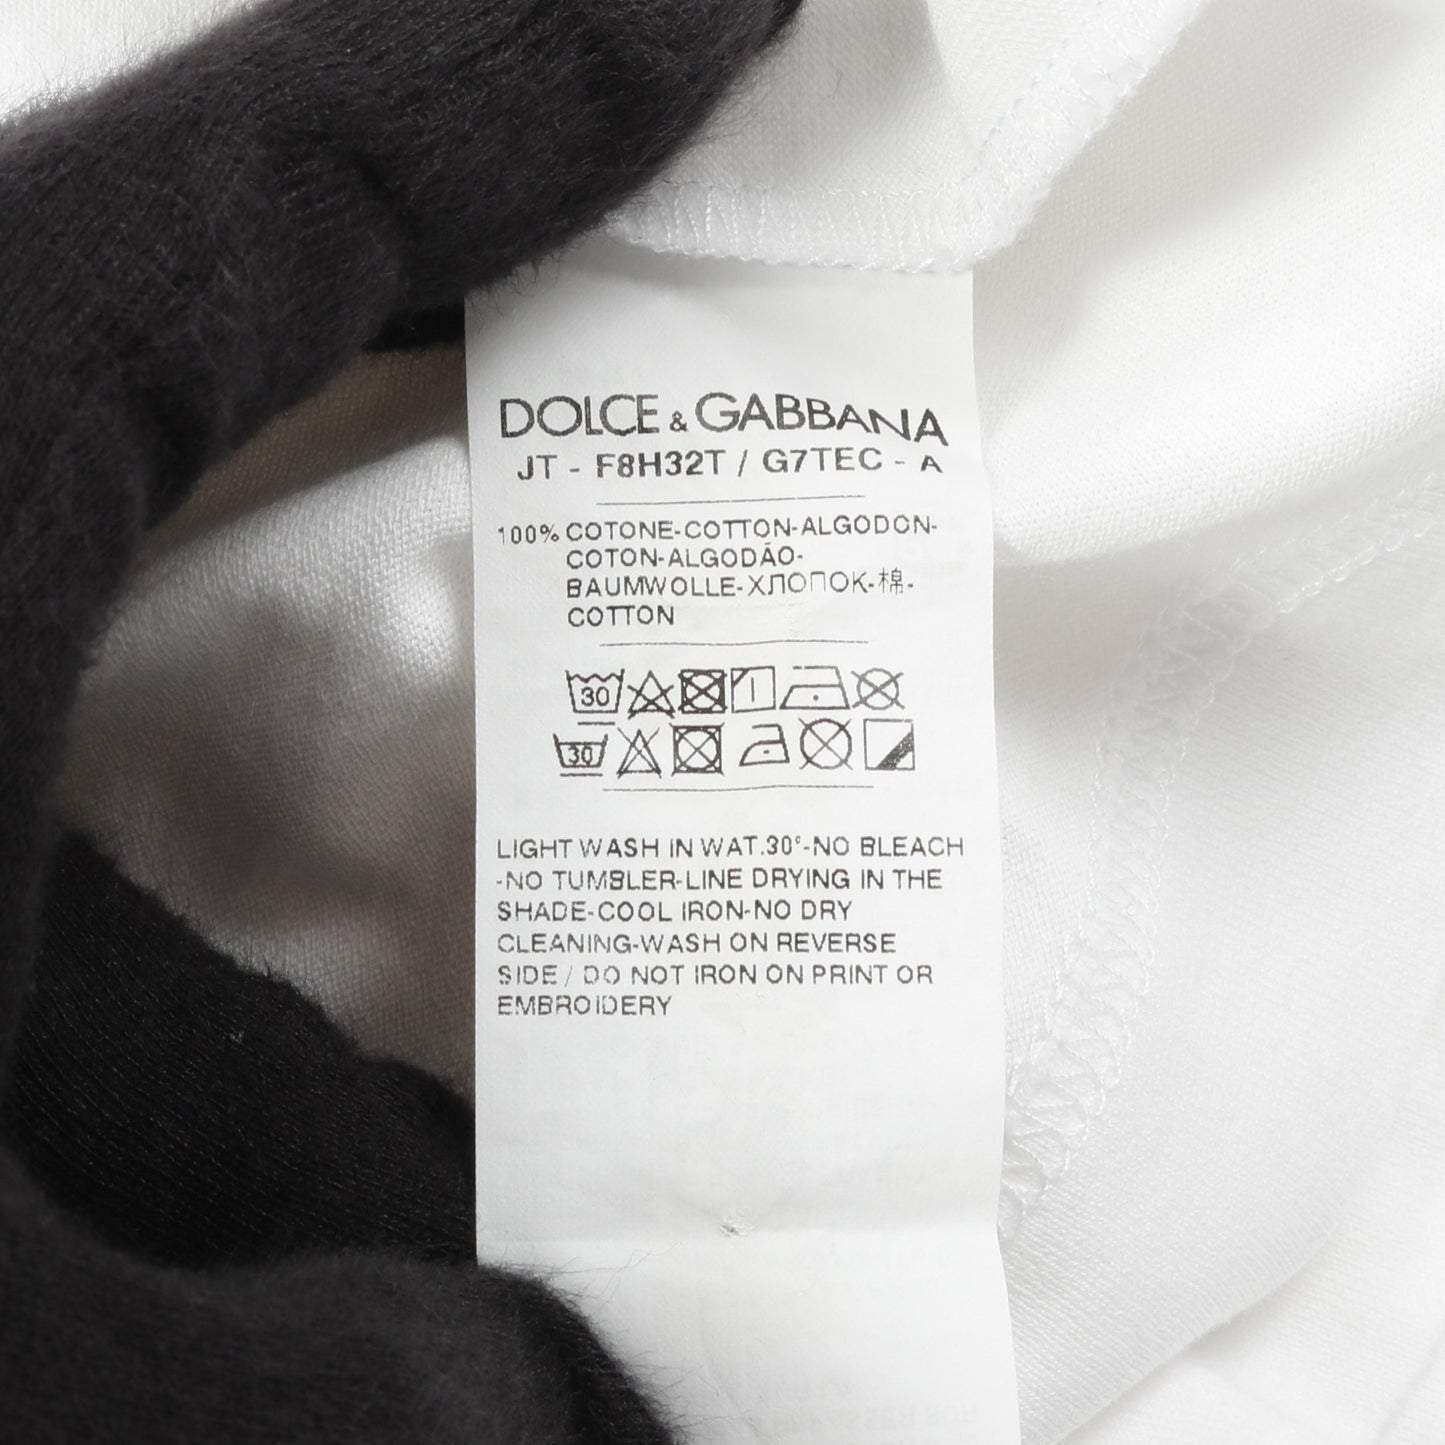 DOLCE & GABBANA
JT - F8H32T / G7TEC - A
100% COTONE-COTTON-ALGODON-
COTON-ALGODÃO-
BAUMWOLLE-ХЛОПОК-棉-
COTTON
30
30
LIGHT WASH IN WAT.30°-NO BLEACH
-NO TUMBLER-LINE DRYING IN THE
SHADE-COOL IRON-NO DRY
CLEANING-WASH ON REVERSE
SIDE / DO NOT IRON ON PRINT OR
EMBROIDERY